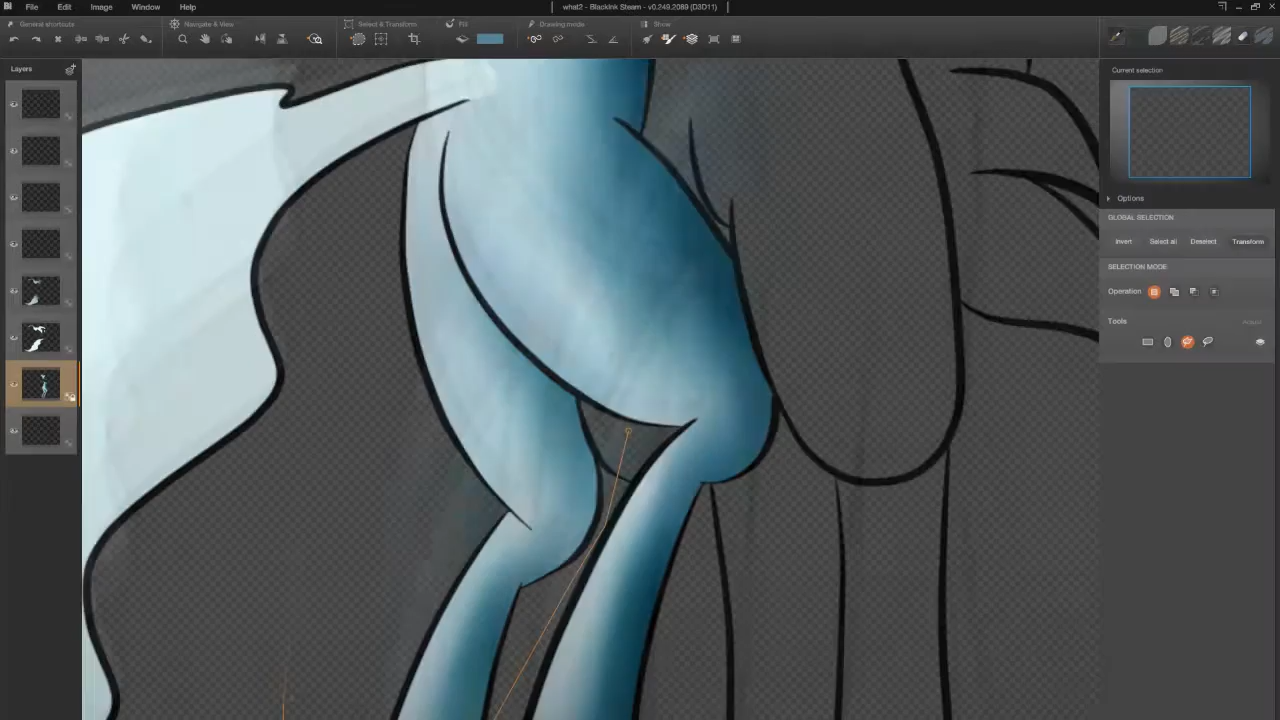 Bi File Edit Image Window Help
what2 - BlackInk Steam - v0.249.2089 (D3D11)
General shortcuts Navigate & View Select & Transform Fill Drawing mode Show
Layers
Current selection
Options
GLOBAL SELECTION
Invert Select all Deselect Transform
SELECTION MODE
Operation
Tools